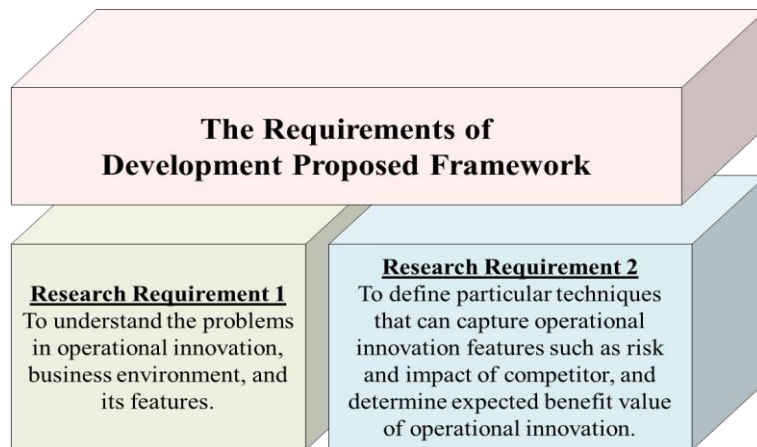 The Requirements of
Development Proposed Framework
Research Requirement 1
To understand the problems
in operational innovation,
business environment, and
its features.
Research Requirement 2
To define particular techniques
that can capture operational
innovation features such as risk
and impact of competitor, and
determine expected benefit value
of operational innovation.